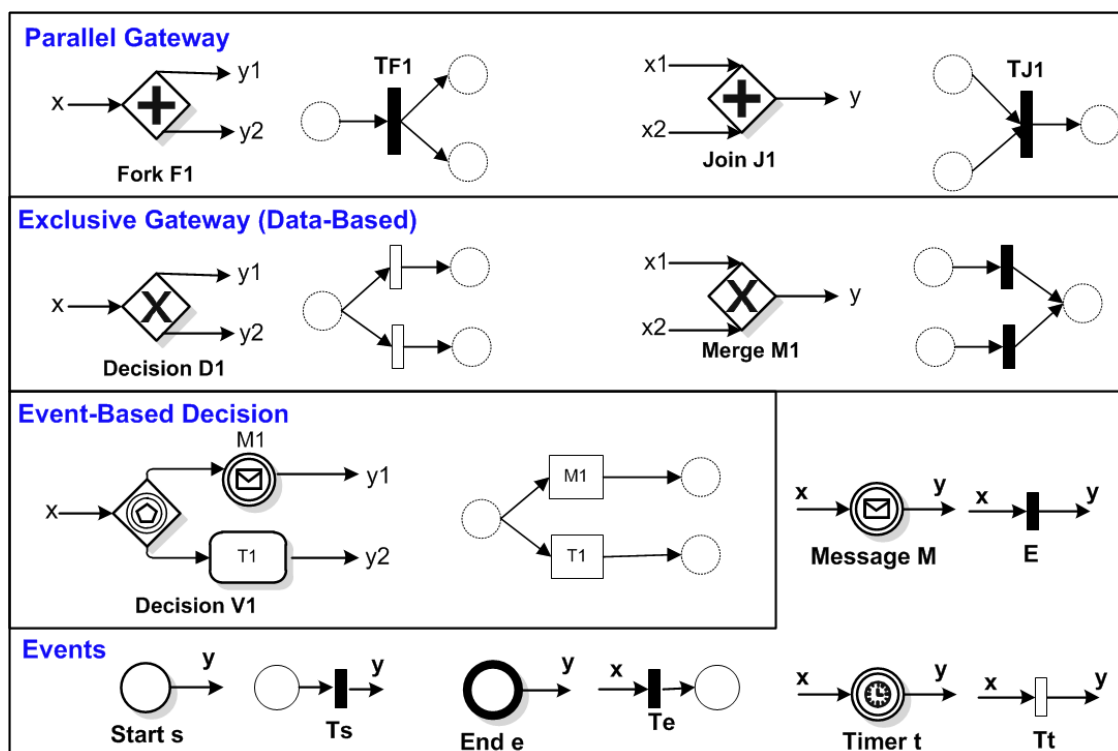 Parallel Gateway
x
y1
y2
Fork F1
TF1
x1
x2
y
Join J1
TJ1
Exclusive Gateway (Data-Based)
x
y1
y2
Decision D1
x1
x2
y
Merge M1
Event-Based Decision
x
M1
y1
T1
y2
Decision V1
M1
T1
x
y
Message M
x
y
E
Events
y
Start s
y
Ts
y
End e
x
Te
x
y
Timer t
x
y
Tt